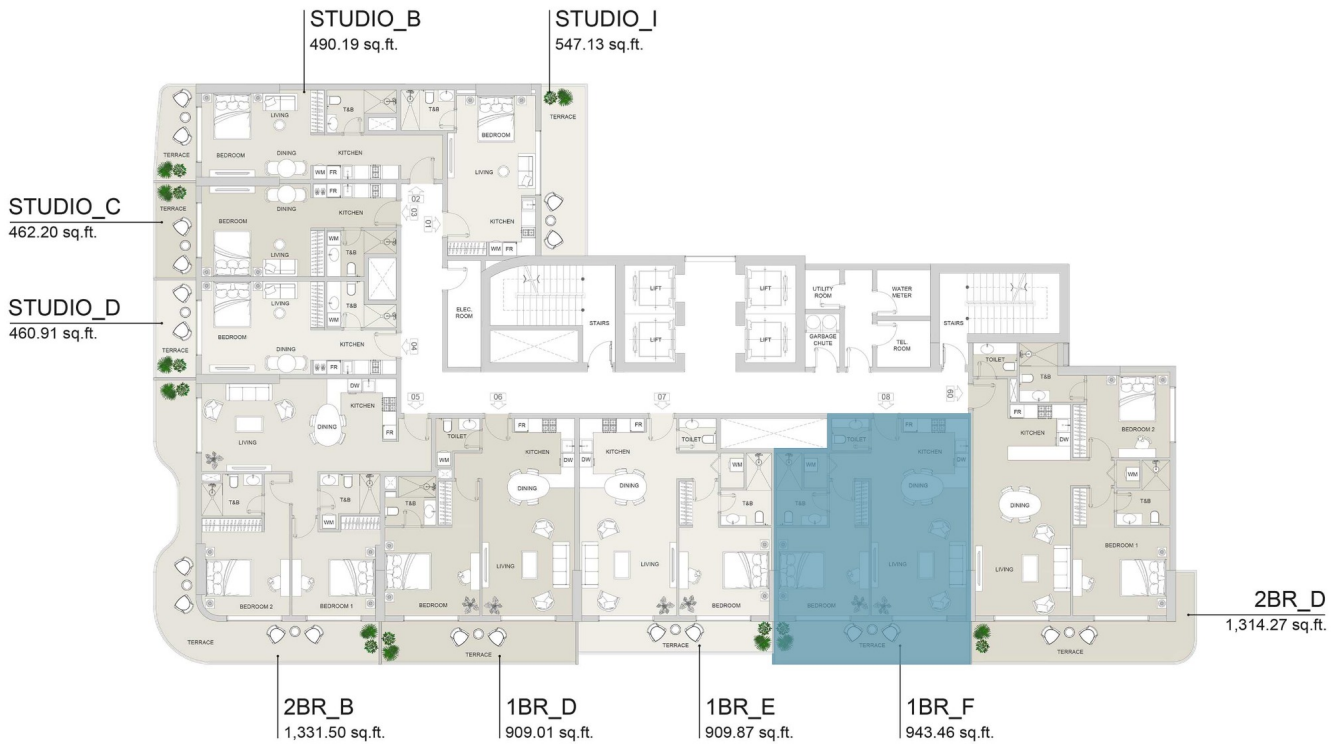 STUDIO_B
490.19 sq.ft.
STUDIO_I
547.13 sq.ft.
STUDIO_C
462.20 sq.ft.
STUDIO_D
460.91 sq.ft.
TERRACE
BEDROOM
LIVING
DINING
KITCHEN
T&B
WM
FR
T&B
BEDROOM
LIVING
KITCHEN
WM
FR
TERRACE
02
03
01
TERRACE
BEDROOM
DINING
LIVING
KITCHEN
FR
WM
T&B
TERRACE
BEDROOM
LIVING
DINING
KITCHEN
T&B
WM
FR
04
ELEC.
ROOM
STAIRS
LIFT
LIFT
LIFT
LIFT
UTILITY
ROOM
GARBAGE
CHUTE
WATER
METER
TEL.
ROOM
STAIRS
05
06
07
08
09
LIVING
DINING
KITCHEN
DW
FR
T&B
T&B
WM
BEDROOM 2
BEDROOM 1
TERRACE
TOILET
WM
T&B
FR
KITCHEN
DW
DINING
LIVING
BEDROOM
TERRACE
FR
KITCHEN
DW
DINING
LIVING
TOILET
WM
T&B
BEDROOM
TERRACE
TOILET
WM
T&B
FR
KITCHEN
DW
DINING
LIVING
BEDROOM
TERRACE
TOILET
T&B
FR
KITCHEN
DW
BEDROOM 2
WM
T&B
DINING
LIVING
BEDROOM 1
TERRACE
2BR_D
1,314.27 sq.ft.
2BR_B
1,331.50 sq.ft.
1BR_D
909.01 sq.ft.
1BR_E
909.87 sq.ft.
1BR_F
943.46 sq.ft.